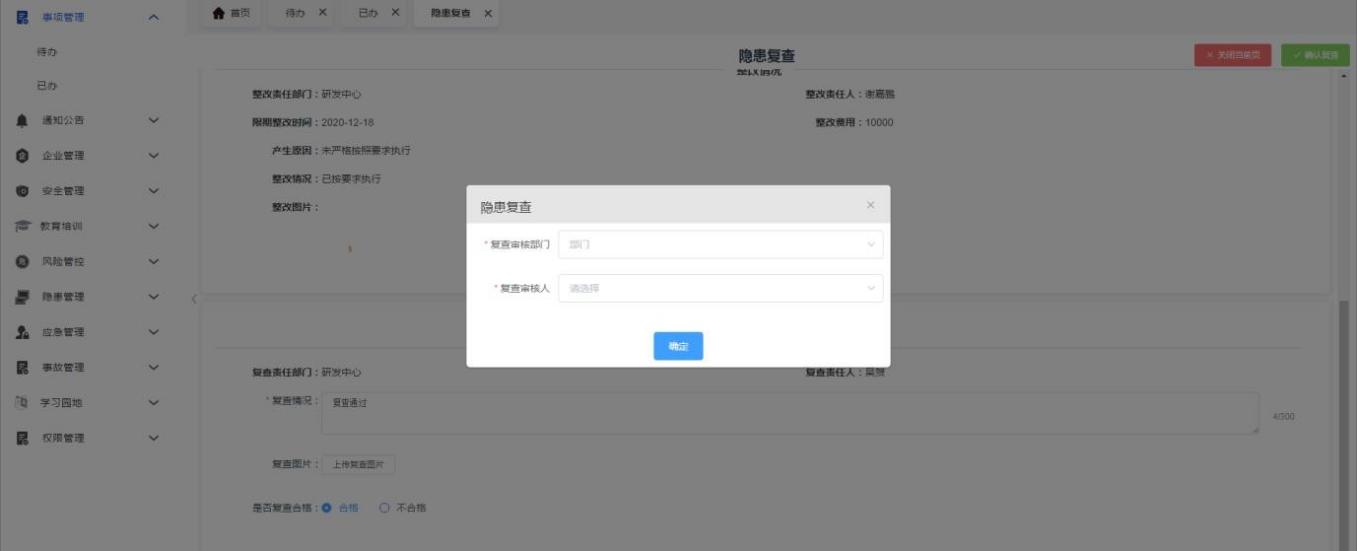 事项管理
待办
已办
通知公告
企业管理
安全管理
教育培训
风险管控
隐患管理
应急管理
事故管理
学习园地
权限管理
首页 待办 已办 隐患复查
隐患复查
关闭当前页 确认复查
整改情况
整改责任部门：研发中心 整改责任人：谢嘉
限期整改时间：2020-12-18 整改费用：10000
产生原因：未严格按照要求执行
整改情况：已按要求执行
整改图片：
隐患复查
*复查审核部门 部门
*复查审核人 请选择
确定
复查责任部门：研发中心 复查责任人：
*复查情况： 复查通过
4/500
复查图片： 上传复查图片
是否复查合格： 合格 不合格